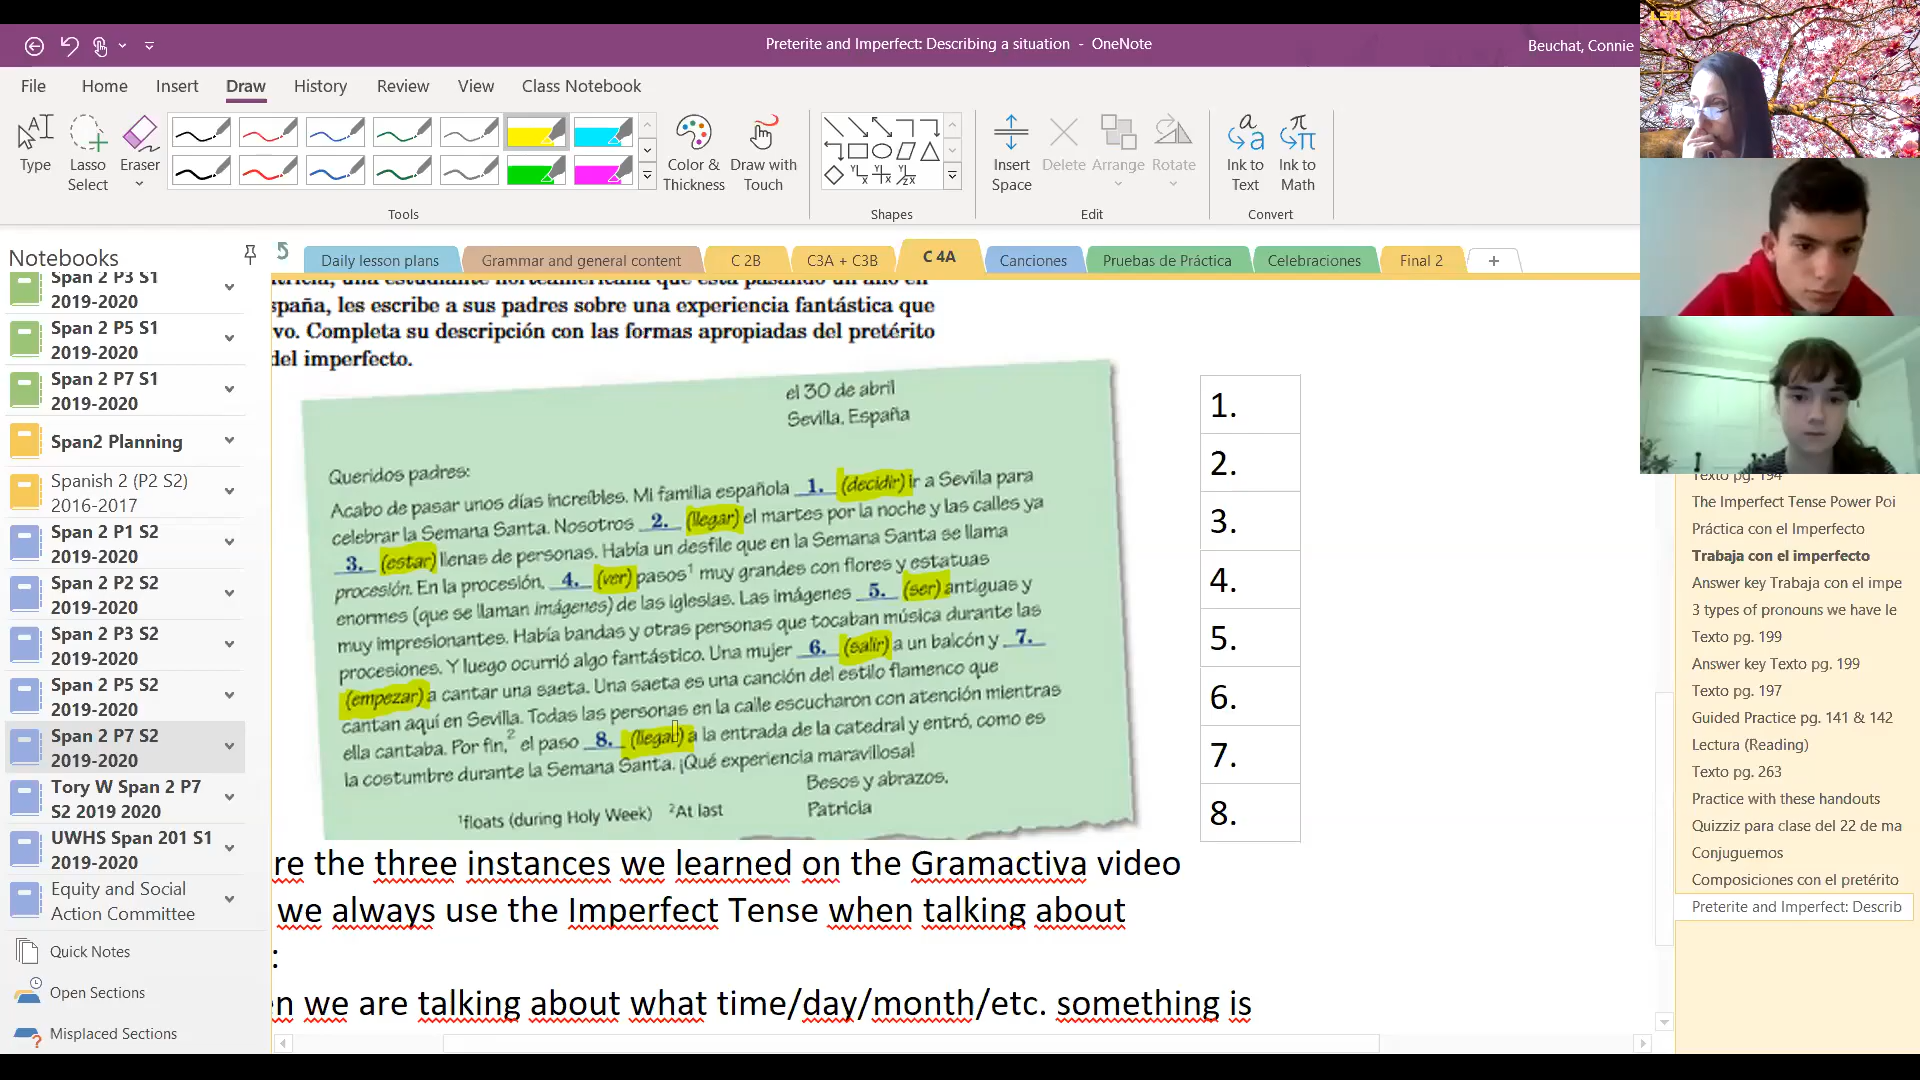 Preterite and Imperfect: Describing a situation - OneNote
Beuchat, Connie
File Home Insert Draw History Review View Class Notebook
Type
Lasso Select
Eraser
Color & Thickness
Draw with Touch
Insert Space
Delete
Arrange
Rotate
Ink to Text
Ink to Math
Tools
Shapes
Edit
Convert
Notebooks
Daily lesson plans
Grammar and general content
C 2B
C3A + C3B
C 4A
Canciones
Pruebas de Práctica
Celebraciones
Final 2
Span 2 P3 S1
2019-2020
Span 2 P5 S1
2019-2020
Span 2 P7 S1
2019-2020
Span2 Planning
Spanish 2 (P2 S2)
2016-2017
Span 2 P1 S2
2019-2020
Span 2 P2 S2
2019-2020
Span 2 P3 S2
2019-2020
Span 2 P5 S2
2019-2020
Span 2 P7 S2
2019-2020
Tory W Span 2 P7
S2 2019 2020
UWHS Span 201 S1
2019-2020
Equity and Social
Action Committee
Quick Notes
Open Sections
Misplaced Sections
una estudiante norteamericana que está pasando un año en
spaña, les escribe a sus padres sobre una experiencia fantástica que
vo. Completa su descripción con las formas apropiadas del pretérito
del imperfecto.
el 30 de abril
Sevilla, España
Queridos padres:
Acabo de pasar unos días increíbles. Mi familia española 1. (decidir) ir a Sevilla para
celebrar la Semana Santa. Nosotros 2. (llegar) el martes por la noche y las calles ya
3. (estar) llenas de personas. Había un desfile que en la Semana Santa se llama
procesión. En la procesión, 4. (ver) pasos¹ muy grandes con flores y estatuas
enormes (que se llaman imágenes) de las iglesias. Las imágenes 5. (ser) antiguas y
muy impresionantes. Había bandas y otras personas que tocaban música durante las
procesiones. Y luego ocurrió algo fantástico. Una mujer 6. (salir) a un balcón y 7.
(empezar) a cantar una saeta. Una saeta es una canción del estilo flamenco que
cantan aquí en Sevilla. Todas las personas en la calle escucharon con atención mientras
ella cantaba. Por fin,² el paso 8. (llegar) a la entrada de la catedral y entró, como es
la costumbre durante la Semana Santa. ¡Qué experiencia maravillosa!
Besos y abrazos,
Patricia
¹floats (during Holy Week) ²At last
1.
2.
3.
4.
5.
6.
7.
8.
re the three instances we learned on the Gramactiva video
we always use the Imperfect Tense when talking about
:
n we are talking about what time/day/month/etc. something is
Texto pg. 194
The Imperfect Tense Power Poi
Práctica con el Imperfecto
Trabaja con el imperfecto
Answer key Trabaja con el impe
3 types of pronouns we have le
Texto pg. 199
Answer key Texto pg. 199
Texto pg. 197
Guided Practice pg. 141 & 142
Lectura (Reading)
Texto pg. 263
Practice with these handouts
Quizziz para clase del 22 de ma
Conjuguemos
Composiciones con el pretérito
Preterite and Imperfect: Describ